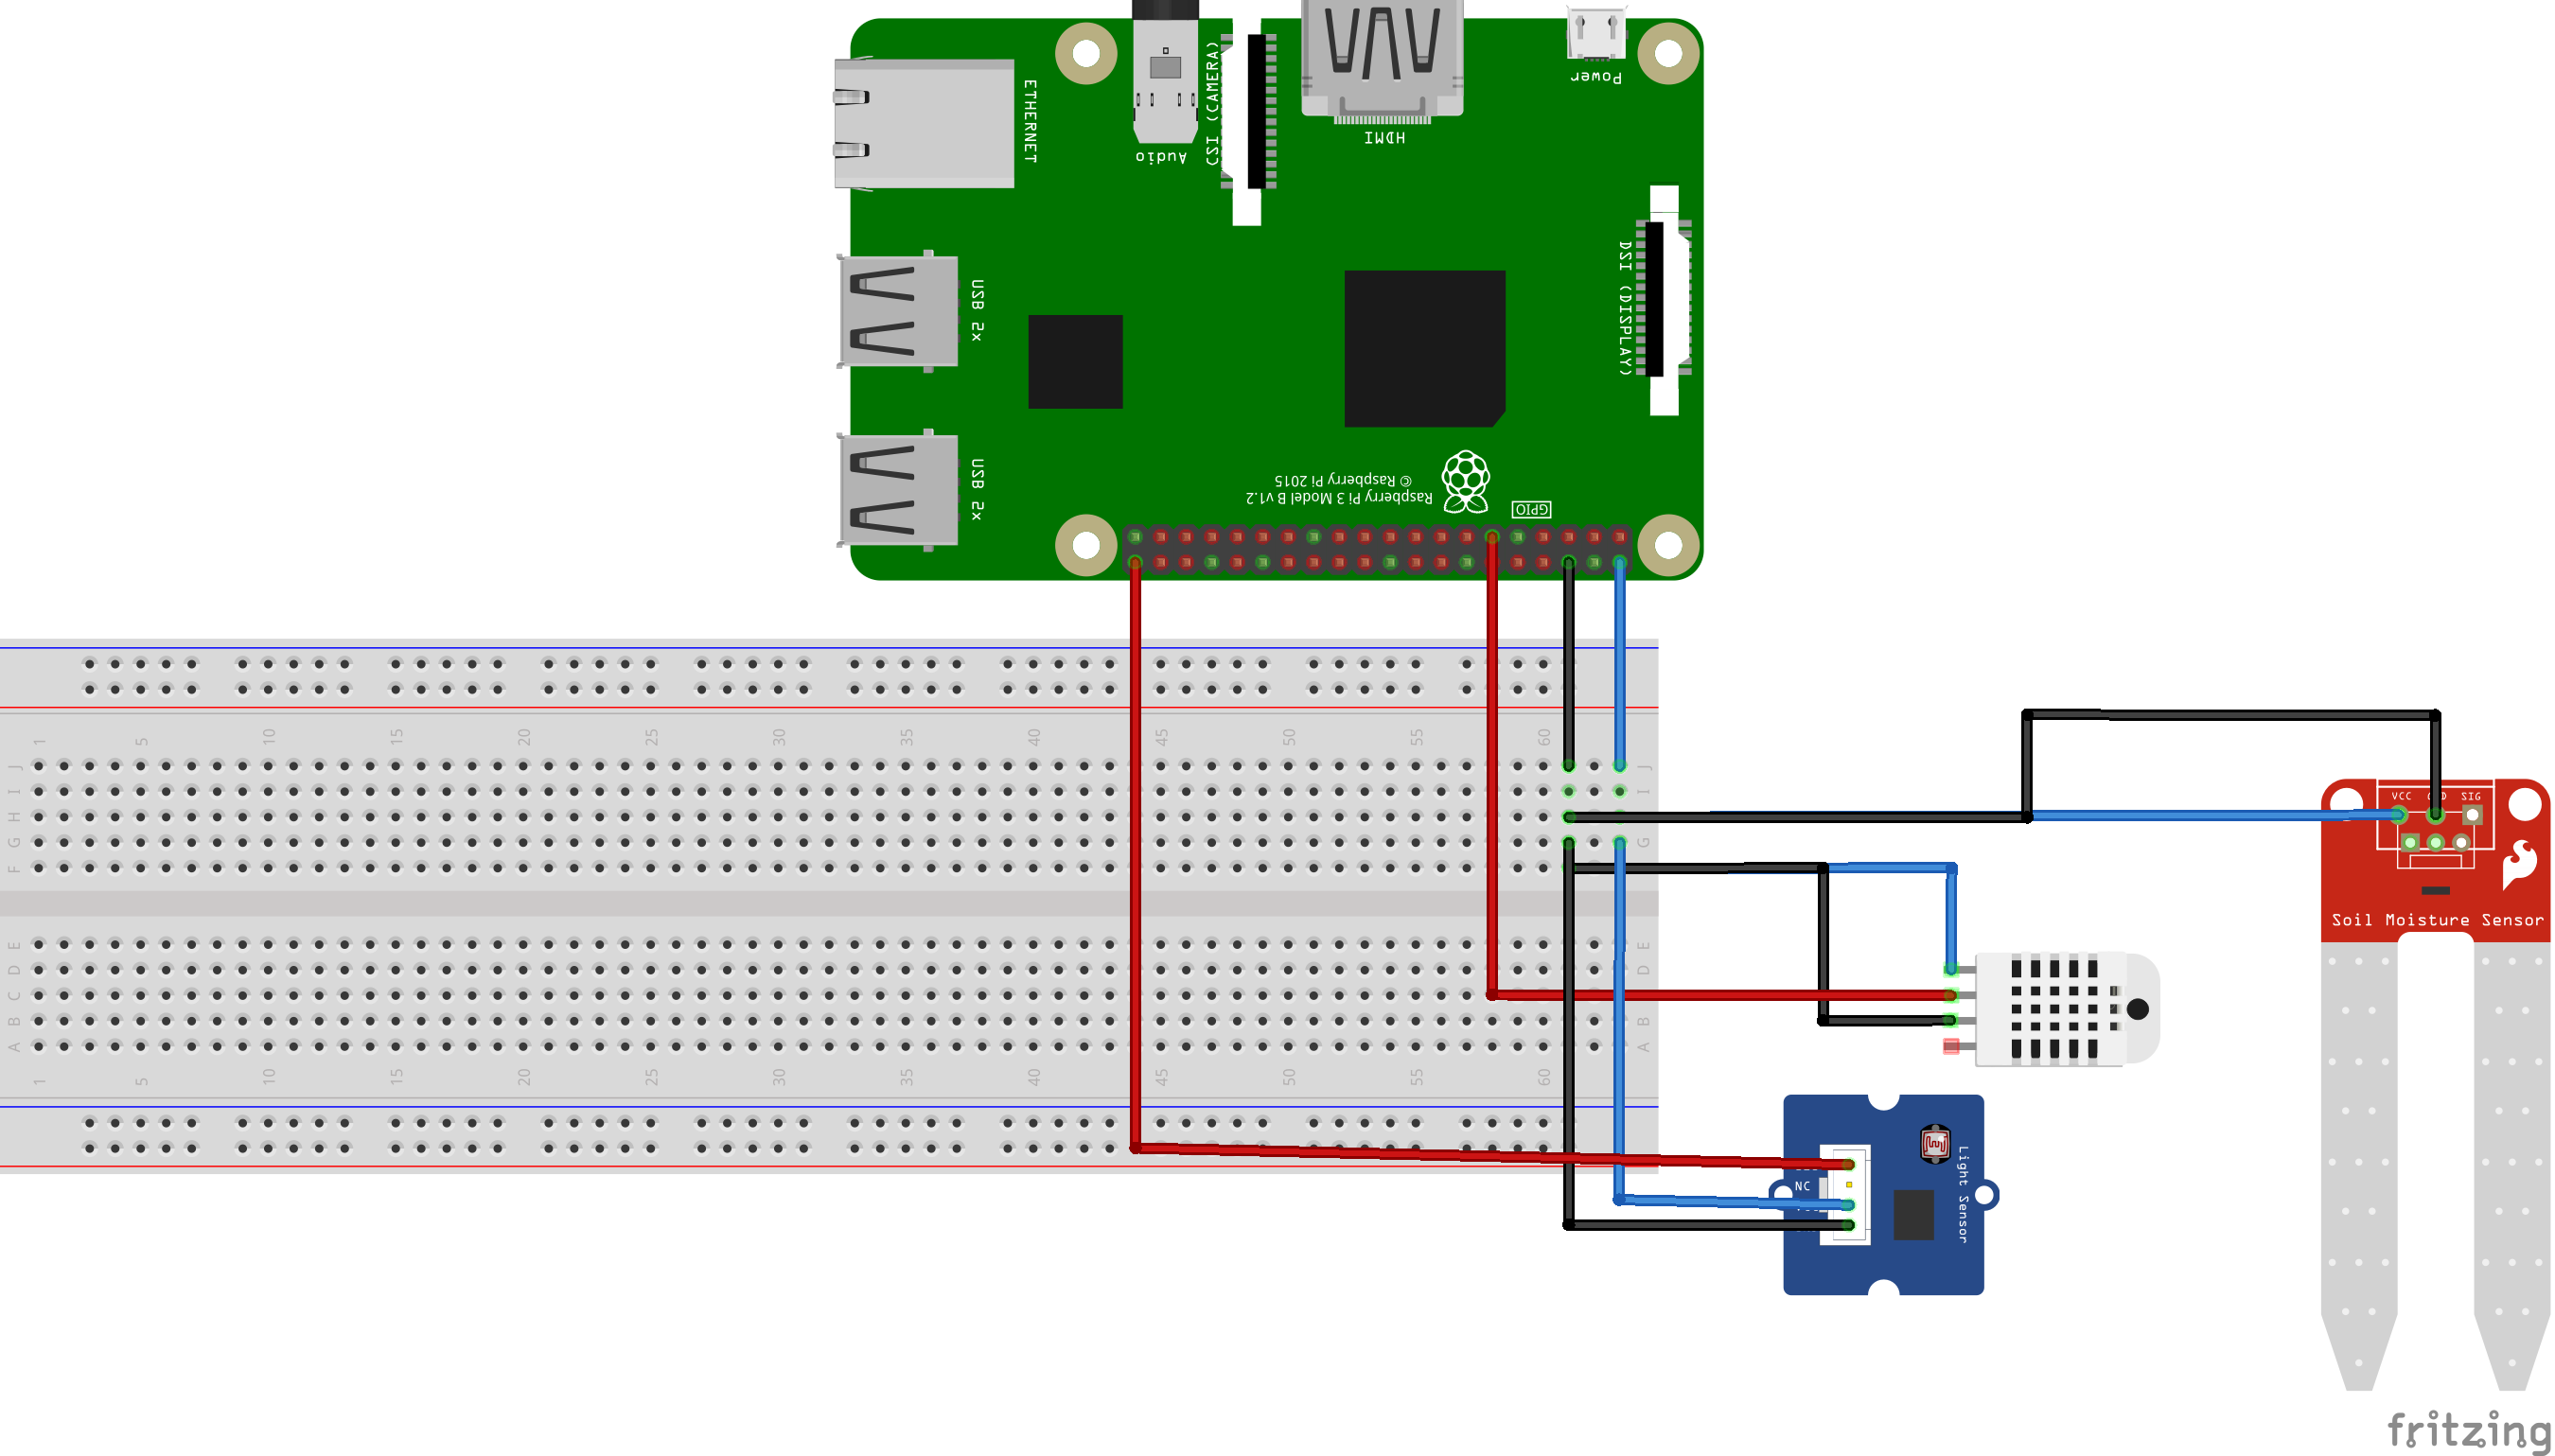 ETHERNET
Audio
CSI (CAMERA)
HDMI
Power
USB 2x
DSI (DISPLAY)
USB 2x
© Raspberry Pi 2015
Raspberry Pi 3 Model B v1.2
GPIO
1 5 10 15 20 25 30 35 40 45 50 55 60
J J
I I
H
G G
F
VCC SIG
Soil Moisture Sensor
E E
D D
C
B B
A A
1 5 10 15 20 25 30 35 40 45 50 55 60
NC
Light Sensor
fritzing